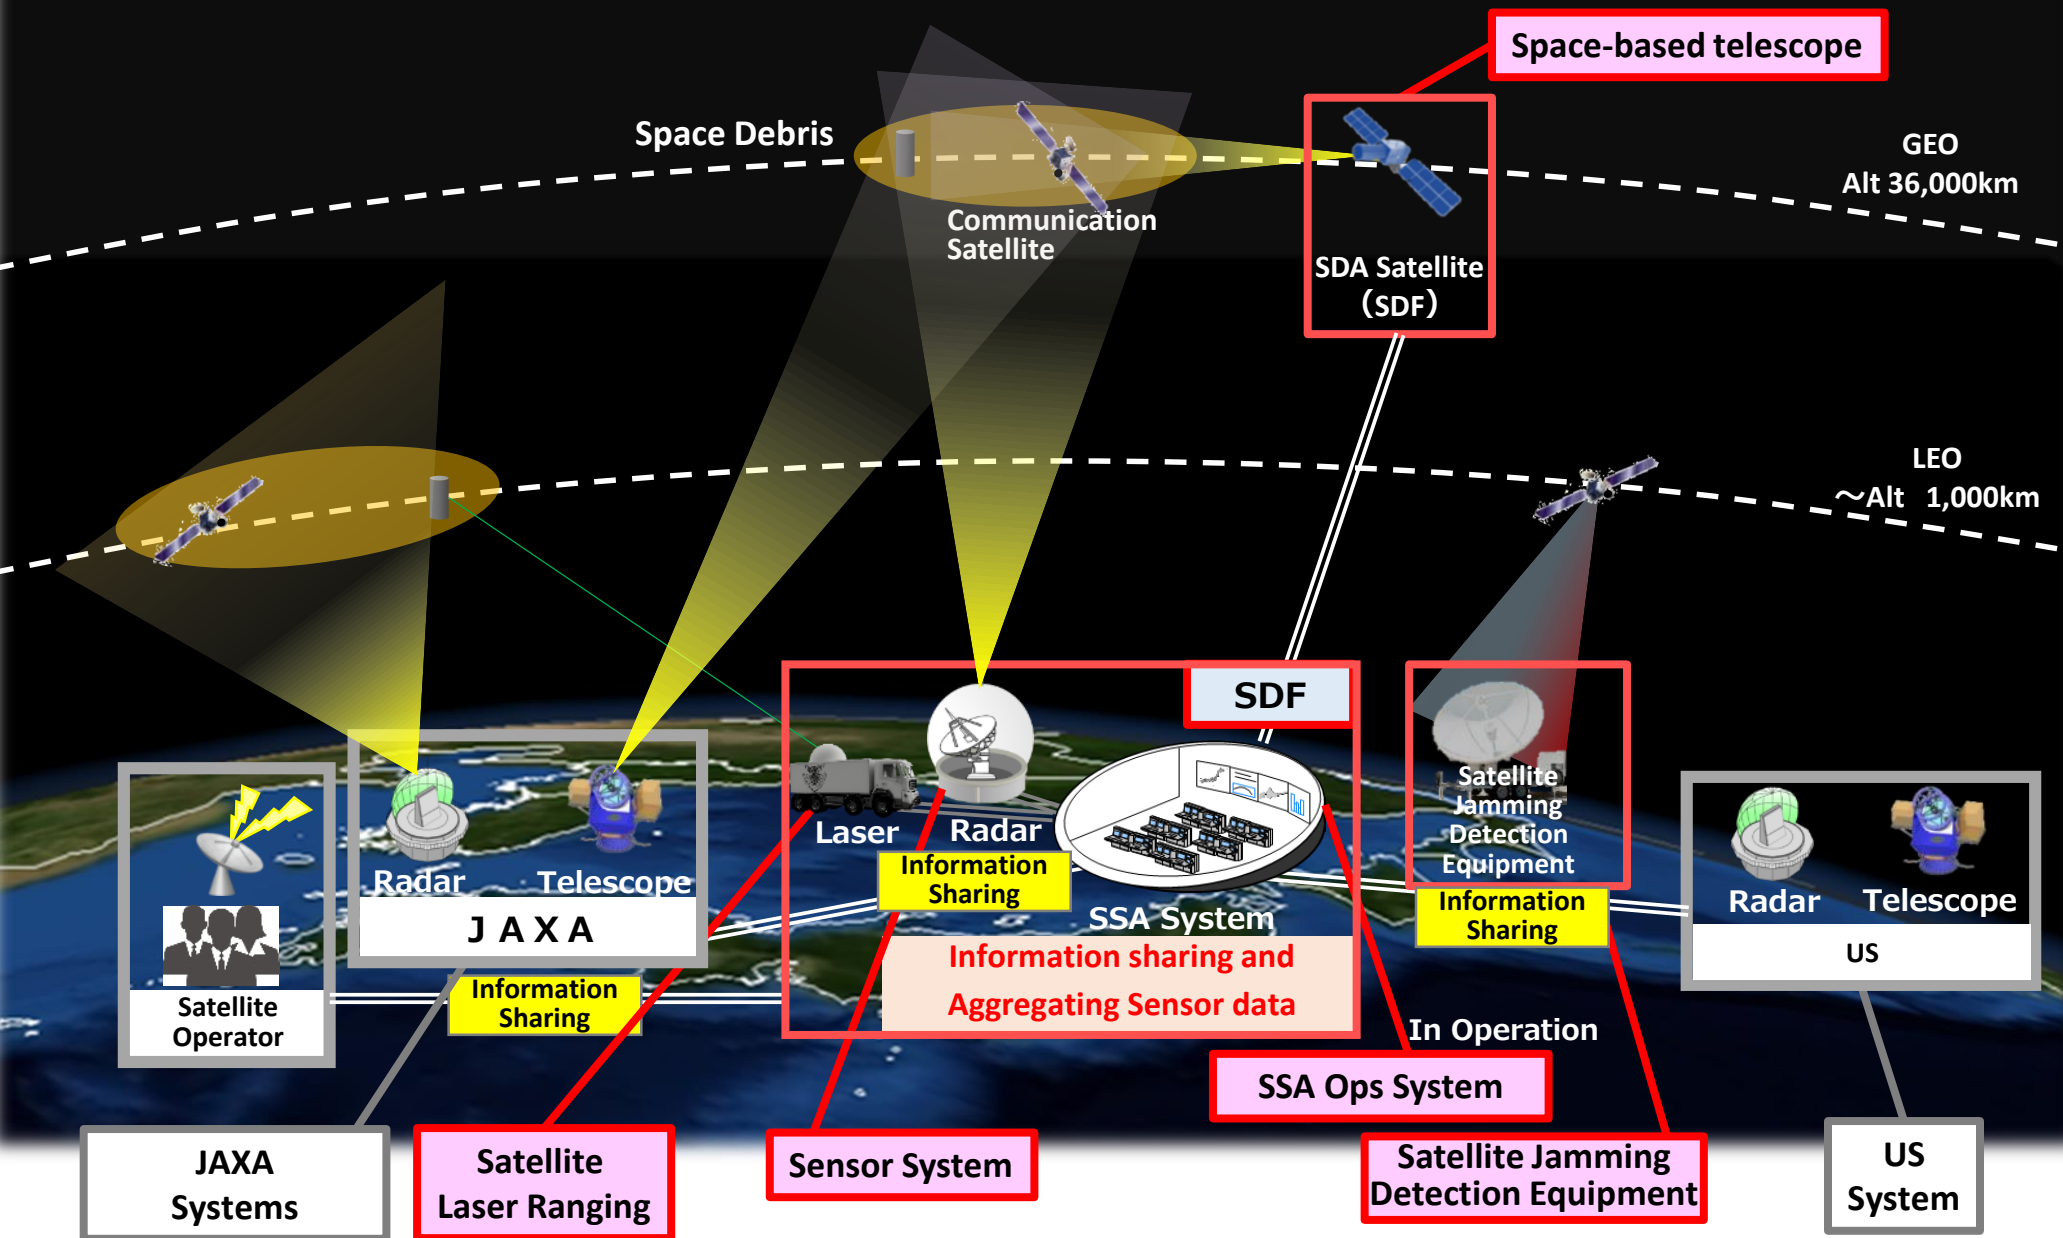 Space-based telescope
Space Debris
GEO
Alt 36,000km
Communication
Satellite
SDA Satellite
(SDF)
LEO
～Alt 1,000km
SDF
Satellite
Jamming
Detection
Equipment
Laser
Radar
Information
Sharing
Radar
Telescope
JAXA
Information
Sharing
Radar
Telescope
US
SSA System
Information sharing and
Aggregating Sensor data
Satellite
Operator
Information
Sharing
In Operation
SSA Ops System
JAXA
Systems
Satellite
Laser Ranging
Sensor System
Satellite Jamming
Detection Equipment
US
System